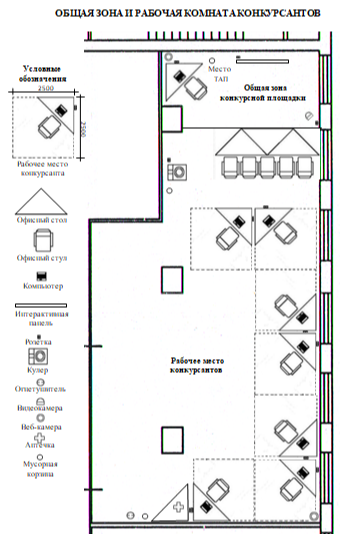 ОБЩАЯ ЗОНА И РАБОЧАЯ КОМНАТА КОНКУРСАНТОВ
Условные
обозначения
2500
2500
Рабочее место
конкурсанта
Офисный стол
Офисный стул
Компьютер
Интерактивная
панель
Розетка
Кулер
Огнетушитель
Видеокамера
Веб-камера
Аптечка
Мусорная
корзина
Место
ТАП
Общая зона
конкурсной площадки
Рабочее место
конкурсантов